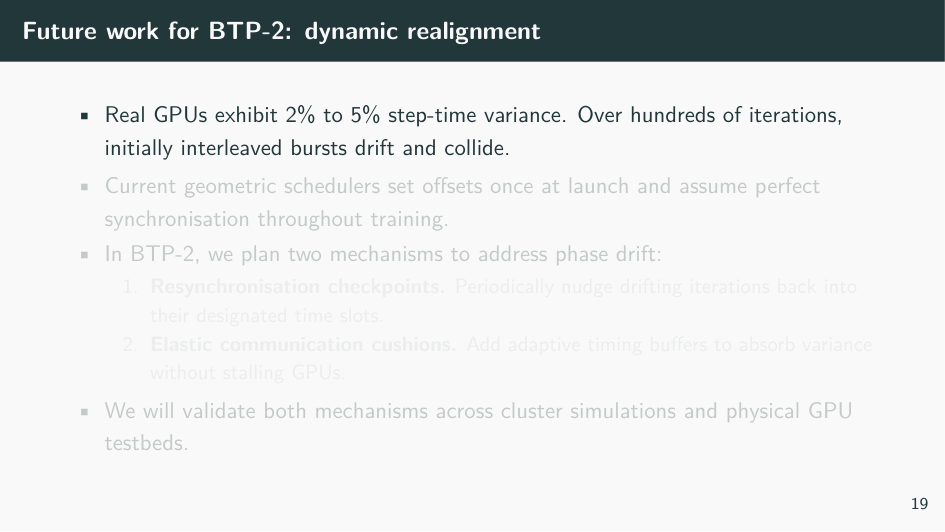 Future work for BTP-2: dynamic realignment
▪ Real GPUs exhibit 2% to 5% step-time variance. Over hundreds of iterations,
initially interleaved bursts drift and collide.
▪ Current geometric schedulers set offsets once at launch and assume perfect
synchronisation throughout training.
▪ In BTP-2, we plan two mechanisms to address phase drift:
1. Resynchronisation checkpoints. Periodically nudge drifting iterations back into
their designated time slots.
2. Elastic communication cushions. Add adaptive timing buffers to absorb variance
without stalling GPUs.
▪ We will validate both mechanisms across cluster simulations and physical GPU
testbeds.
19